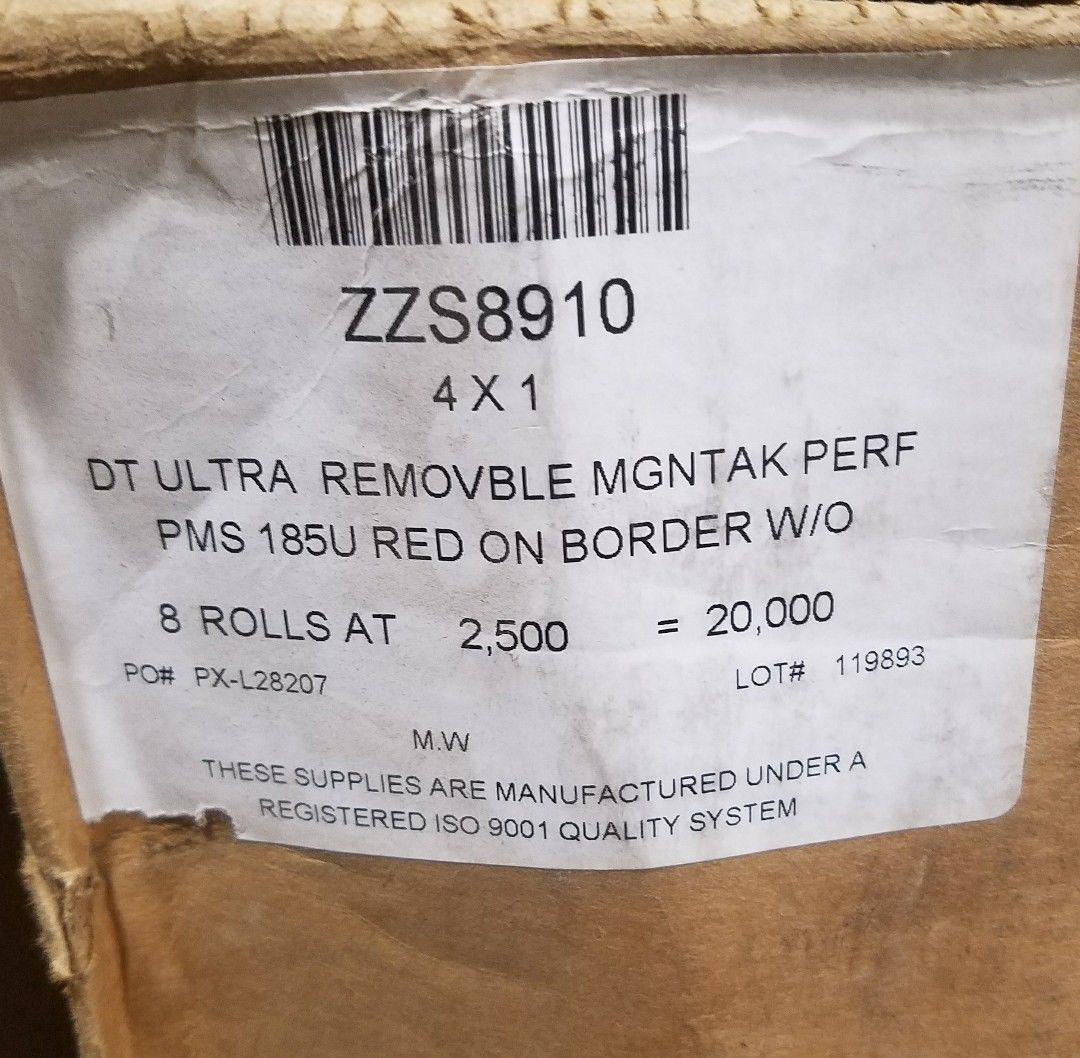 ZZS8910
4 X 1
DT ULTRA REMOVBLE MGNTAK PERF
PMS 185U RED ON BORDER W/O
8 ROLLS AT 2,500 = 20,000
PO# PX-L28207 LOT# 119893
M.W
THESE SUPPLIES ARE MANUFACTURED UNDER A
REGISTERED ISO 9001 QUALITY SYSTEM